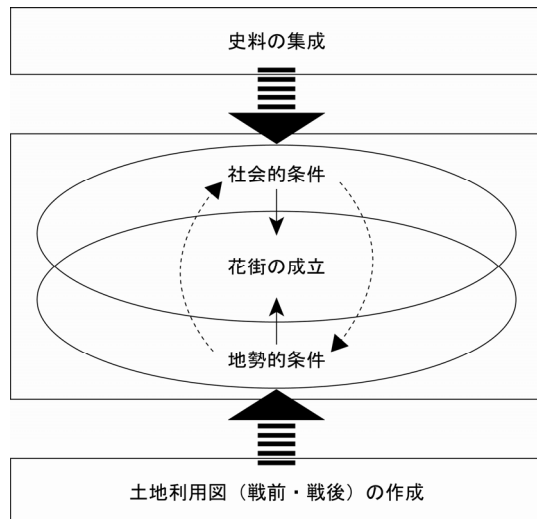 史料の集成
社会的条件
花街の成立
地勢的条件
土地利用図（戦前・戦後）の作成